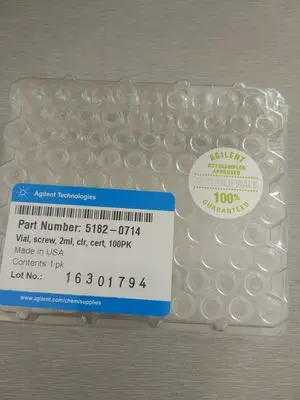 AGILENT
AUTOSAMPLER
APPROVED
100%
GUARANTEED
Agilent Technologies
Part Number: 5182-0714
Vial, screw, 2ml, clr, cert, 100PK
Made in USA
Contents: 1 pk
Lot No.: 16301794
www.agilent.com/chem/supplies